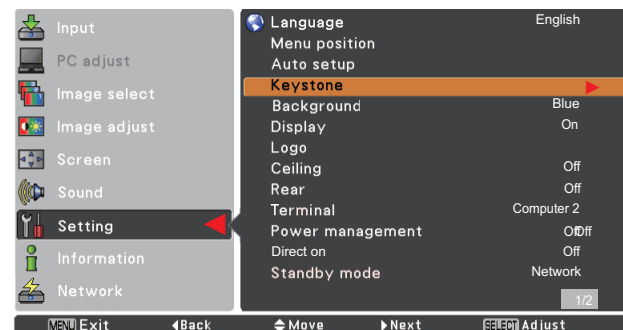 Input
PC adjust
Image select
Image adjust
Screen
Sound
Setting
Information
Network
Language English
Menu position
Auto setup
Keystone
Background Blue
Display On
Logo
Ceiling Off
Rear Off
Terminal Computer 2
Power management Off
Direct on Off
Standby mode Network
1/2
MENU Exit Back Move Next SELECT Adjust